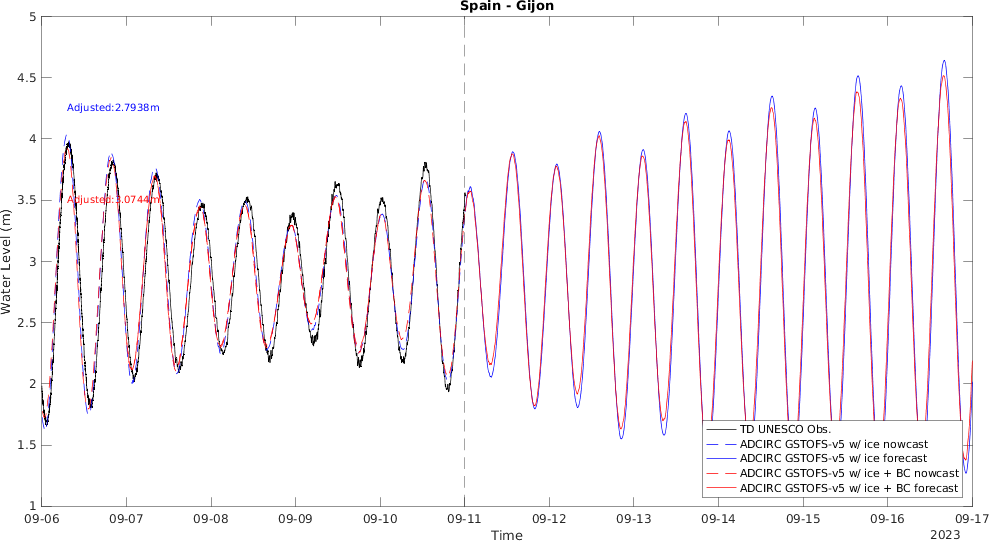 Spain - Gijon
5
4.5
4
3.5
3
2.5
2
1.5
1
Water Level (m)
Adjusted:2.7938m
Adjusted:3.0744m
TD UNESCO Obs.
ADCIRC GSTOFS-v5 w/ ice nowcast
ADCIRC GSTOFS-v5 w/ ice forecast
ADCIRC GSTOFS-v5 w/ ice + BC nowcast
ADCIRC GSTOFS-v5 w/ ice + BC forecast
09-06 09-07 09-08 09-09 09-10 09-11 09-12 09-13 09-14 09-15 09-16 09-17
Time
2023